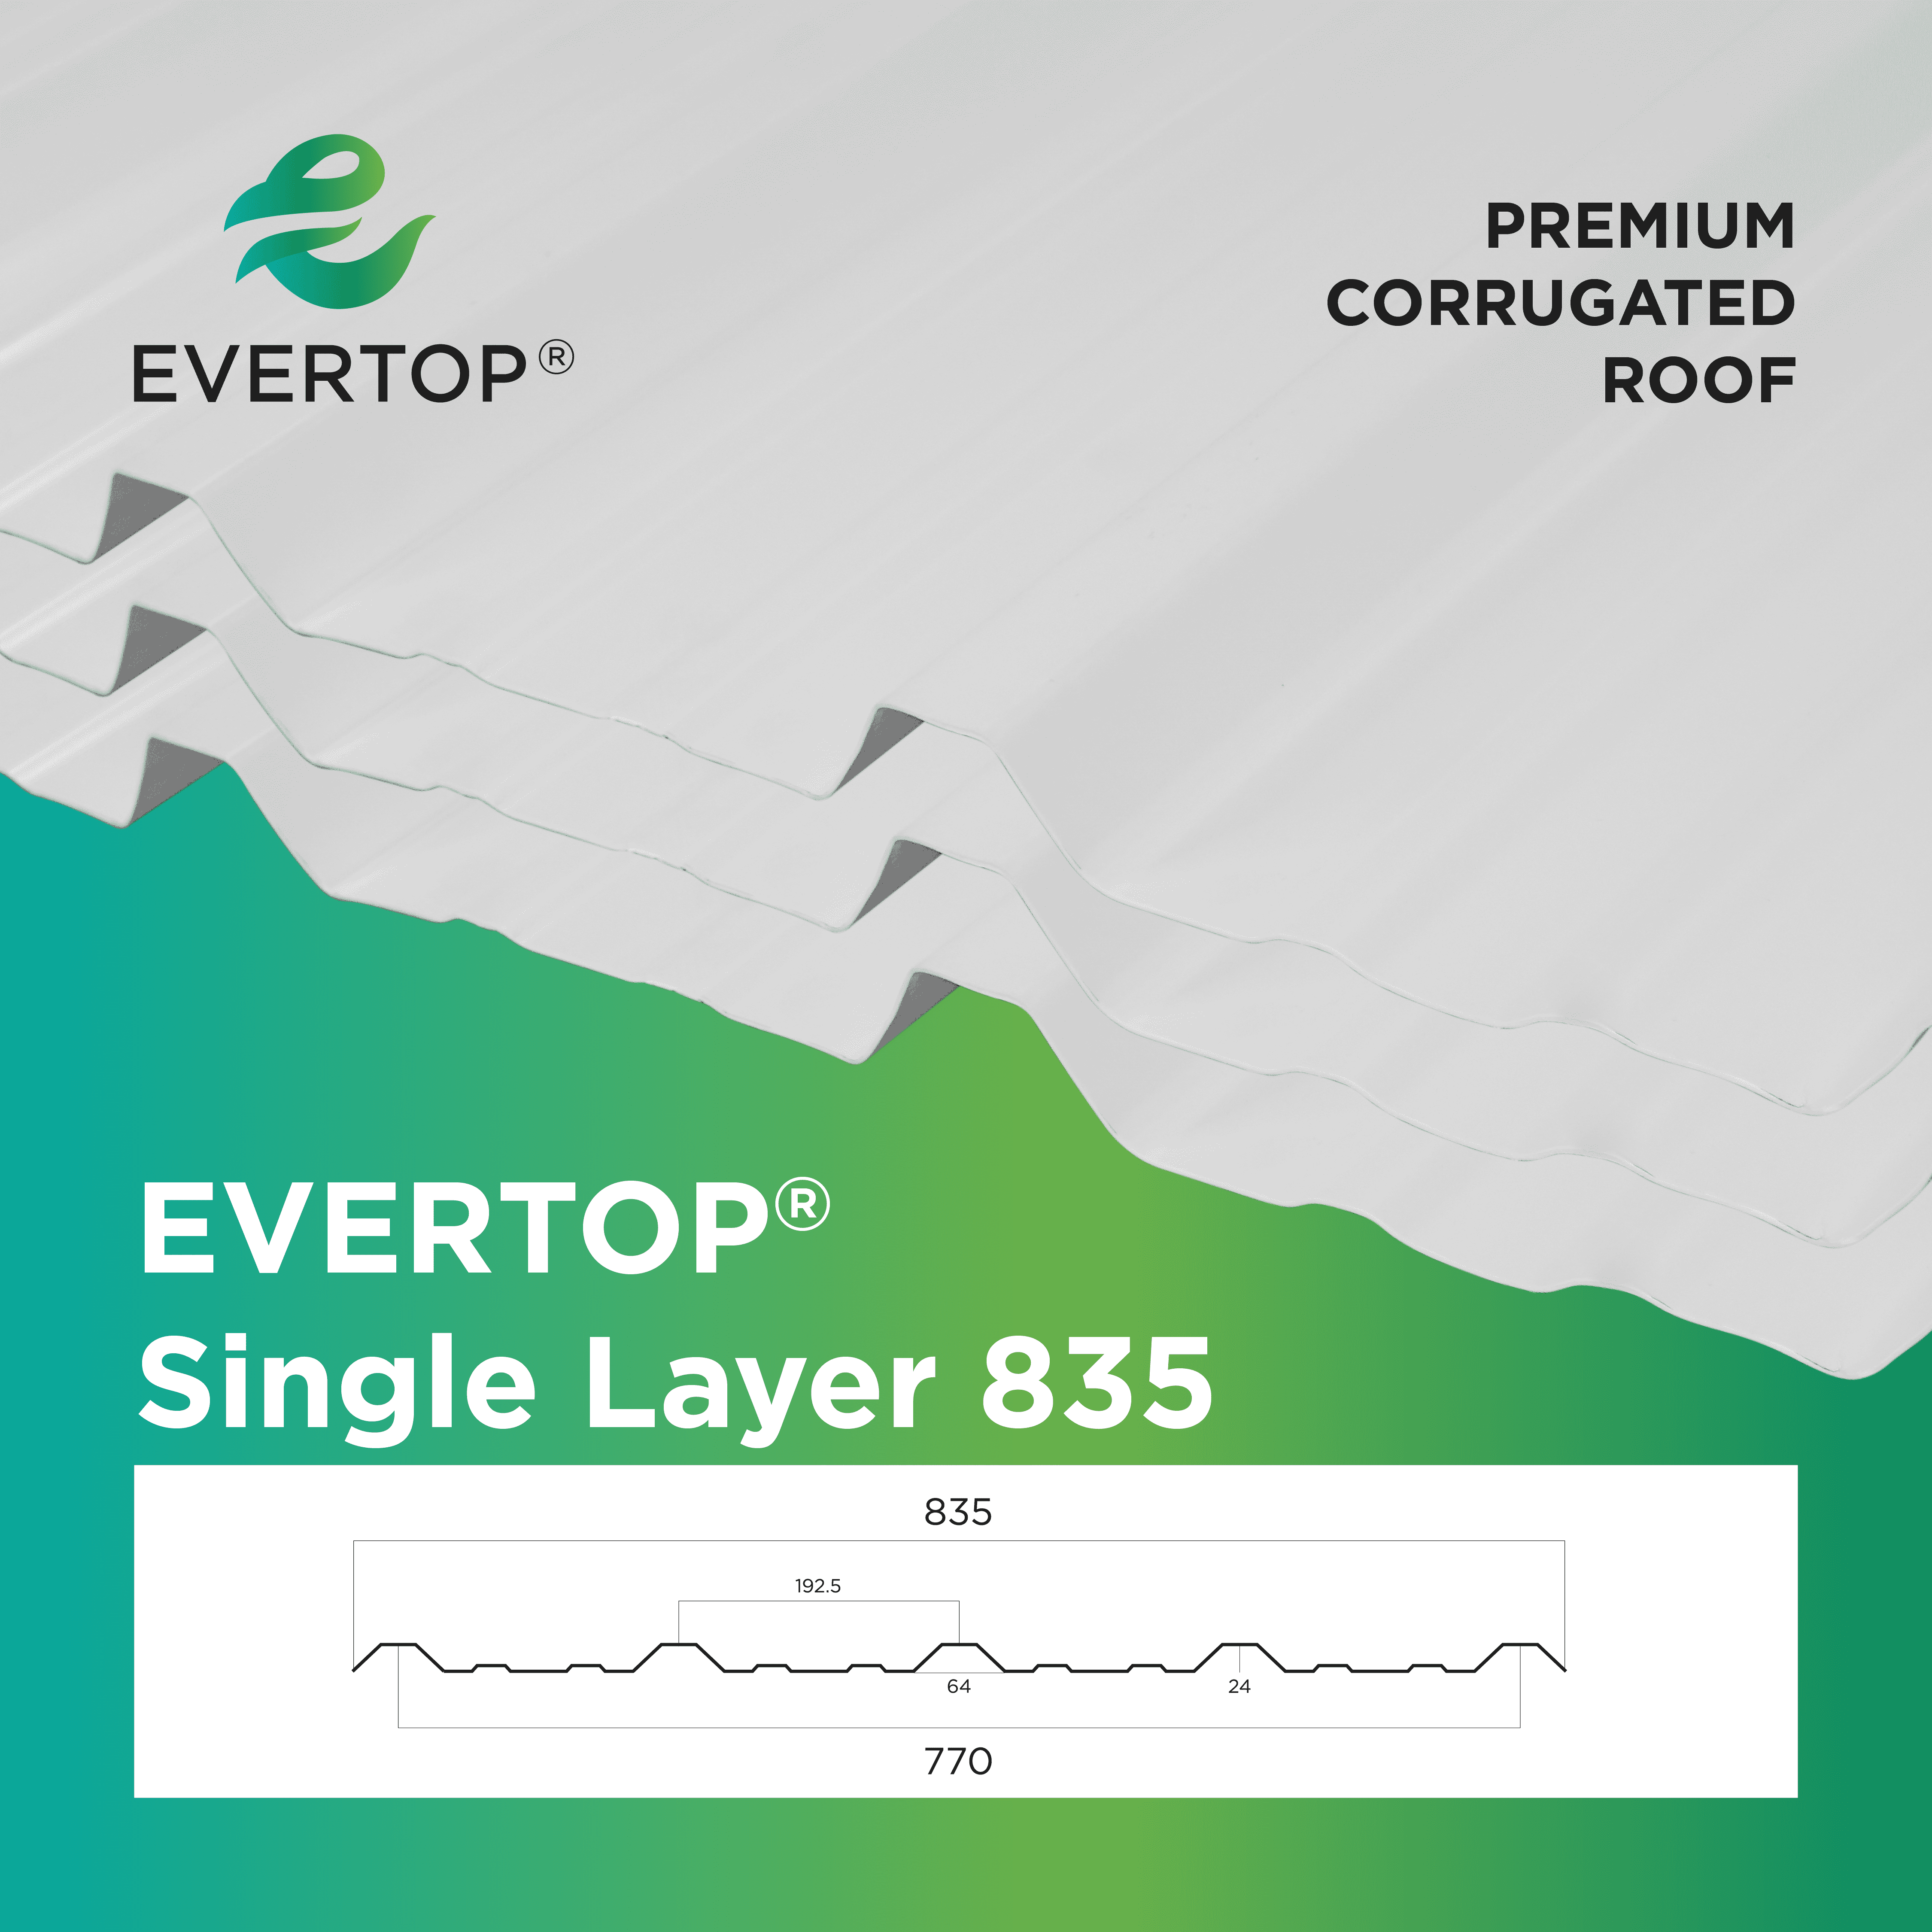 EVERTOP®
PREMIUM
CORRUGATED
ROOF
EVERTOP®
Single Layer 835
835
192.5
64
24
770